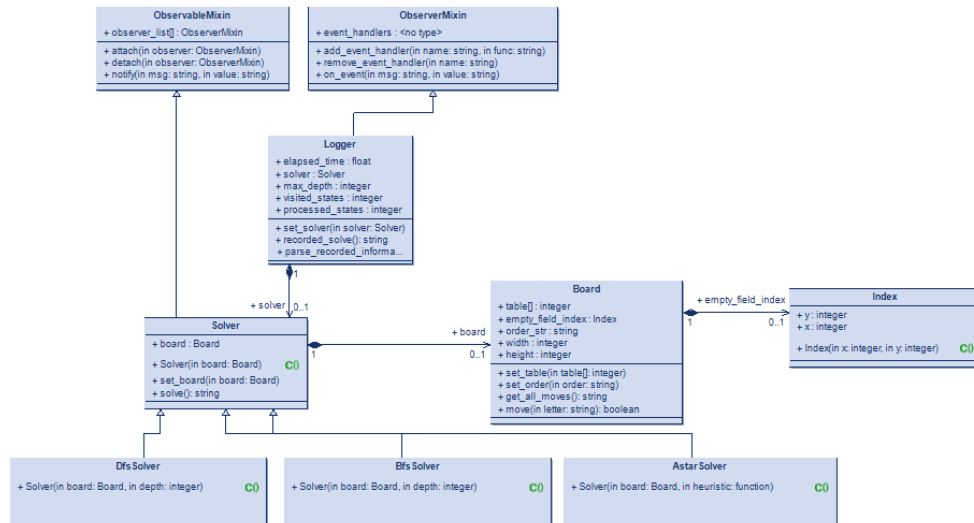 ObservableMixin
+ observer_list[] : ObserverMixin
+ attach(in observer: ObserverMixin)
+ detach(in observer: ObserverMixin)
+ notify(in msg: string, in value: string)
ObserverMixin
+ event_handlers : <no type>
+ add_event_handler(in name: string, in func: string)
+ remove_event_handler(in name: string)
+ on_event(in msg: string, in value: string)
Logger
+ elapsed_time : float
+ solver : Solver
+ max_depth : integer
+ visited_states : integer
+ processed_states : integer
+ set_solver(in solver: Solver)
+ recorded_solve(): string
+ parse_recorded_informa...
1
+ solver
0..1
Solver
+ board : Board
+ Solver(in board: Board) C()
+ set_board(in board: Board)
+ solve(): string
1
+ board
0..1
Board
+ table[] : integer
+ empty_field_index : Index
+ order_str : string
+ width : integer
+ height : integer
+ set_table(in table[]: integer)
+ set_order(in order: string)
+ get_all_moves(): string
+ move(in letter: string): boolean
1
+ empty_field_index
0..1
Index
+ y : integer
+ x : integer
+ Index(in x: integer, in y: integer) C()
DfsSolver
+ Solver(in board: Board, in depth: integer) C()
BfsSolver
+ Solver(in board: Board, in depth: integer) C()
AstarSolver
+ Solver(in board: Board, in heuristic: function) C()